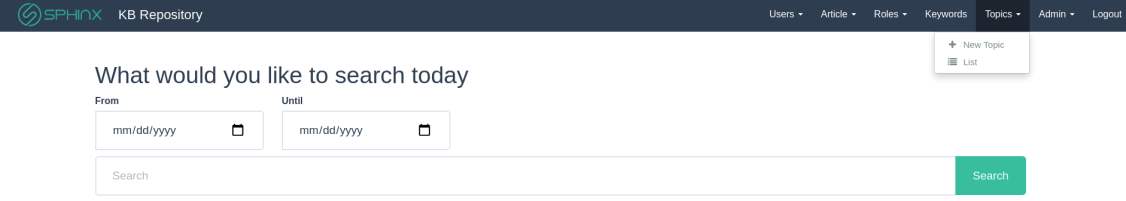 SPHINX KB Repository Users Article Roles Keywords Topics Admin Logout
New Topic
List
What would you like to search today
From Until
mm/dd/yyyy mm/dd/yyyy
Search Search